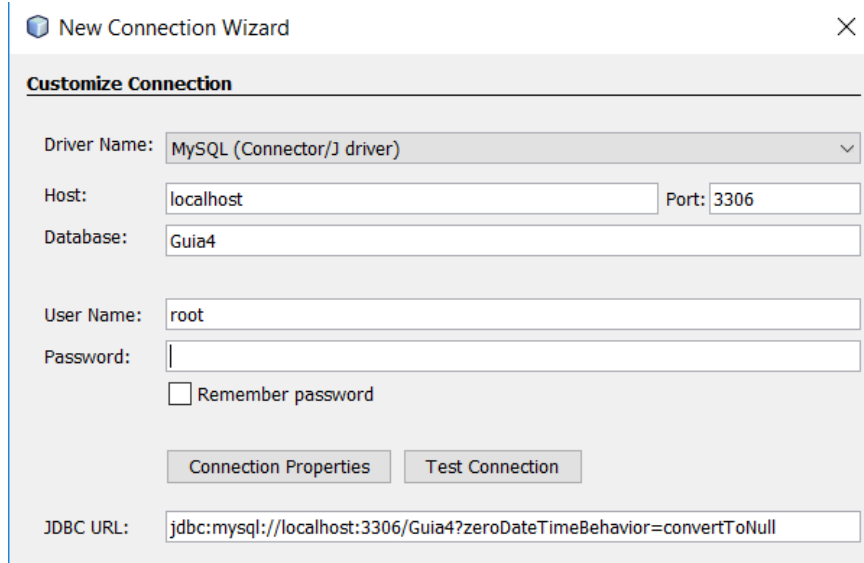 New Connection Wizard
Customize Connection
Driver Name: MySQL (Connector/J driver)
Host: localhost Port: 3306
Database: Guia4
User Name: root
Password:
Remember password
Connection Properties Test Connection
JDBC URL: jdbc:mysql://localhost:3306/Guia4?zeroDateTimeBehavior=convertToNull